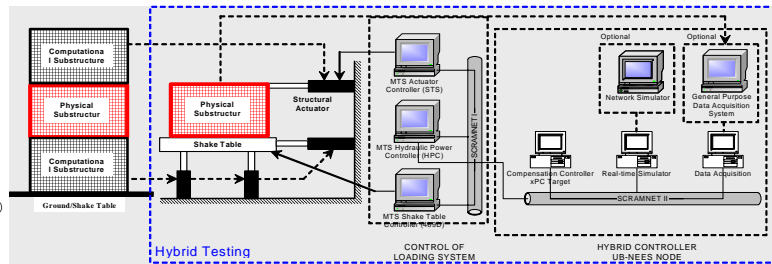 Computationa
l Substructure
Physical
Substructur
Computationa
l Substructure
Ground/Shake Table
)
Physical
Substructur
Shake Table
Structural
Actuator
Hybrid Testing
MTS Actuator
Controller (STS)
MTS Hydraulic Power
Controller (HPC)
MTS Shake Table
Controller (469D)
SCRAMNET I
CONTROL OF
LOADING SYSTEM
Optional
Network Simulator
Optional
General Purpose
Data Acquisition
System
Compensation Controller
xPC Target
Real-time Simulator
Data Acquisition
SCRAMNET II
HYBRID CONTROLLER
UB-NEES NODE